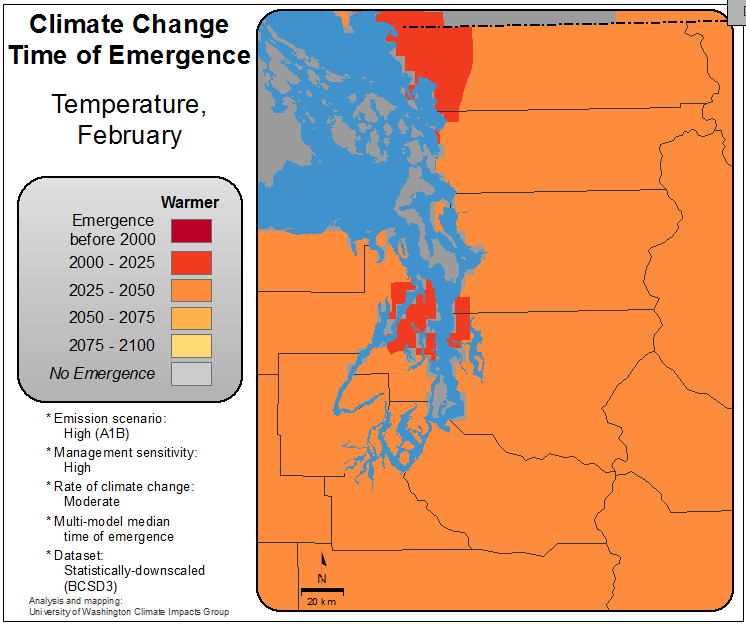 Climate Change
Time of Emergence
Temperature,
February
Warmer
Emergence
before 2000
2000 - 2025
2025 - 2050
2050 - 2075
2075 - 2100
No Emergence
* Emission scenario:
High (A1B)
* Management sensitivity:
High
* Rate of climate change:
Moderate
* Multi-model median
time of emergence
* Dataset:
Statistically-downscaled
(BCSD3)
Analysis and mapping:
University of Washington Climate Impacts Group
N
20 km